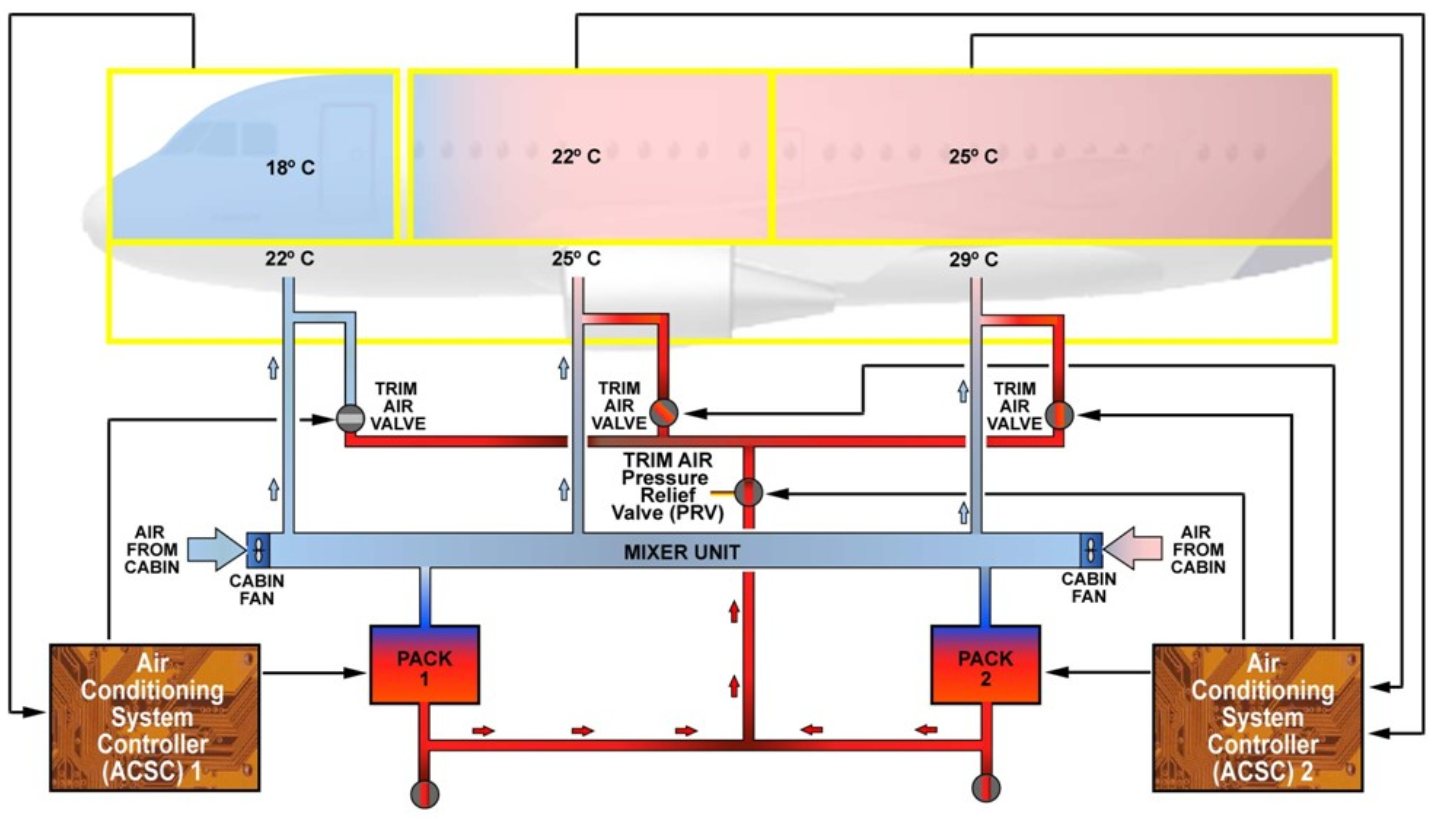 18º C
22º C
25º C
22º C
25º C
29º C
TRIM
AIR
VALVE
TRIM
AIR
VALVE
TRIM
AIR
VALVE
TRIM AIR
Pressure
Relief
Valve (PRV)
AIR
FROM
CABIN
CABIN
FAN
MIXER UNIT
CABIN
FAN
AIR
FROM
CABIN
Air
Conditioning
System
Controller
(ACSC) 1
PACK
1
PACK
2
Air
Conditioning
System
Controller
(ACSC) 2